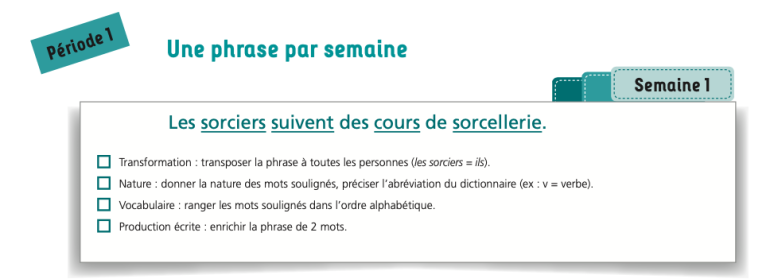 Période 1
Une phrase par semaine
Semaine 1
Les sorciers suivent des cours de sorcellerie.
Transformation : transposer la phrase à toutes les personnes (les sorciers = ils).
Nature : donner la nature des mots soulignés, préciser l'abréviation du dictionnaire (ex : v = verbe).
Vocabulaire : ranger les mots soulignés dans l'ordre alphabétique.
Production écrite : enrichir la phrase de 2 mots.